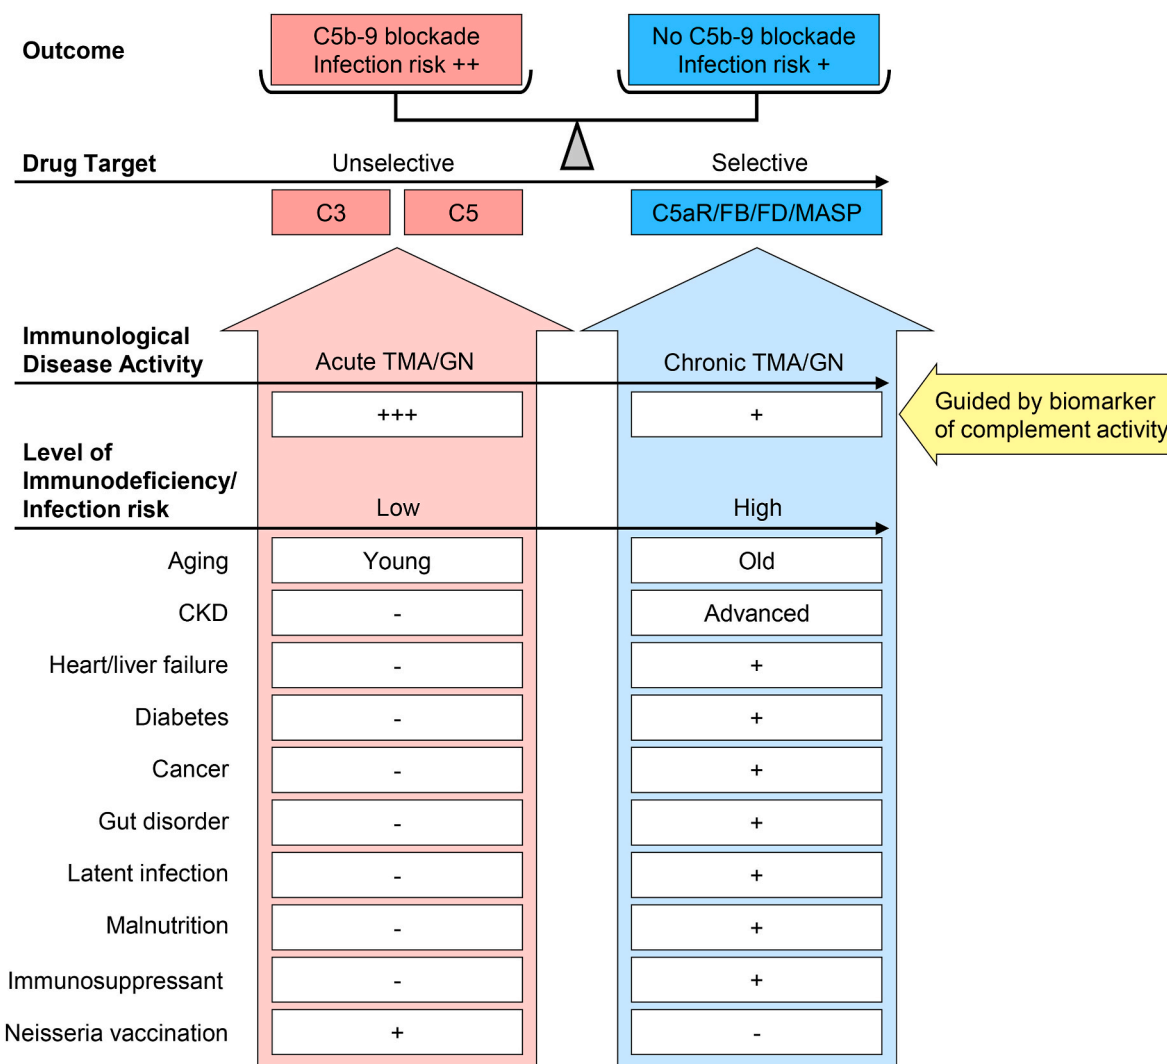 Outcome
C5b-9 blockade
Infection risk ++
No C5b-9 blockade
Infection risk +
Drug Target
Unselective
Selective
C3
C5
C5aR/FB/FD/MASP
Immunological
Disease Activity
Acute TMA/GN
Chronic TMA/GN
+++
+
Guided by biomarker
of complement activity
Level of
Immunodeficiency/
Infection risk
Low
High
Aging
Young
Old
CKD
-
Advanced
Heart/liver failure
-
+
Diabetes
-
+
Cancer
-
+
Gut disorder
-
+
Latent infection
-
+
Malnutrition
-
+
Immunosuppressant
-
+
Neisseria vaccination
+
-